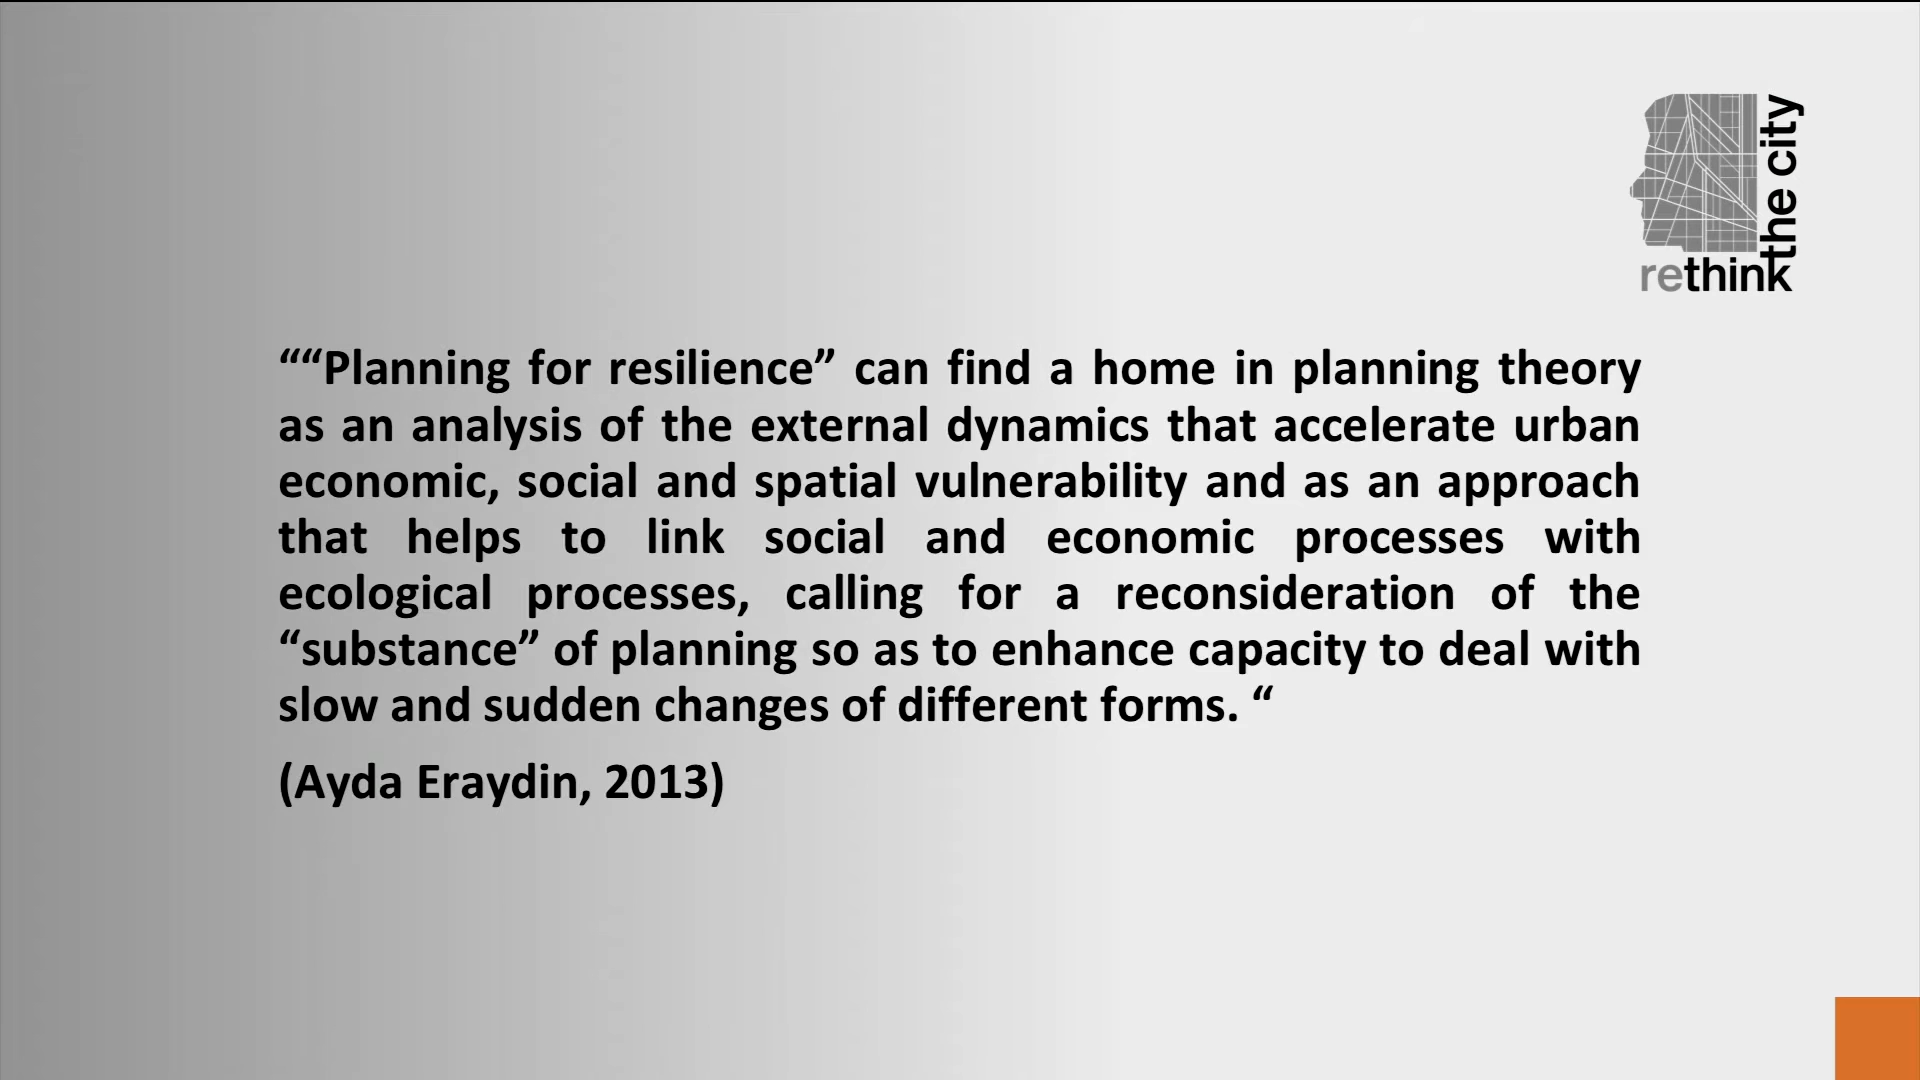 the city
rethink
““Planning for resilience” can find a home in planning theory
as an analysis of the external dynamics that accelerate urban
economic, social and spatial vulnerability and as an approach
that helps to link social and economic processes with
ecological processes, calling for a reconsideration of the
“substance” of planning so as to enhance capacity to deal with
slow and sudden changes of different forms. “
(Ayda Eraydin, 2013)